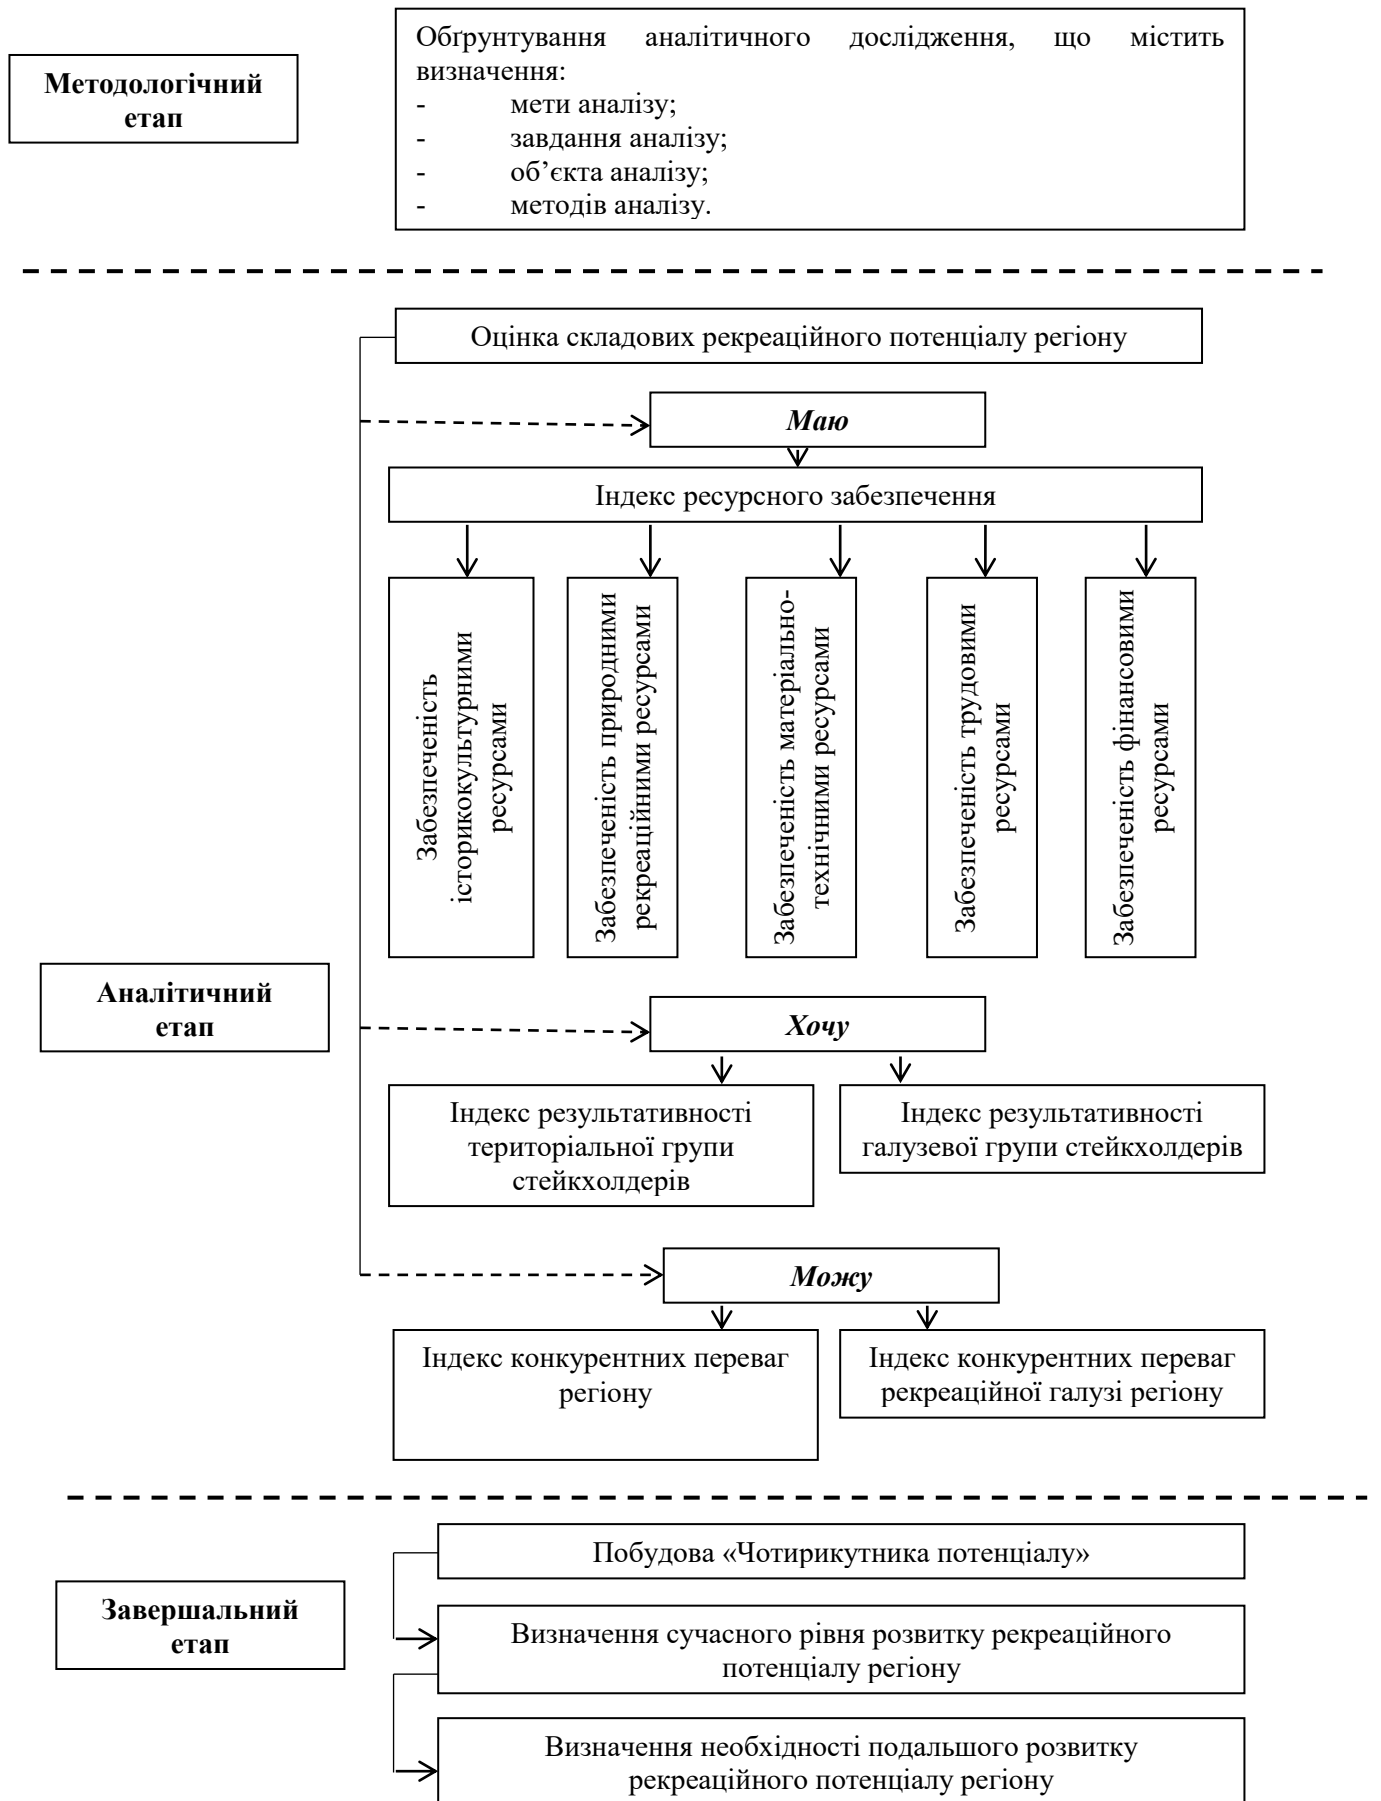 Методологічний
етап
Обґрунтування аналітичного дослідження, що містить
визначення:
- мети аналізу;
- завдання аналізу;
- об’єкта аналізу;
- методів аналізу.
Оцінка складових рекреаційного потенціалу регіону
Маю
Індекс ресурсного забезпечення
Забезпеченість
історикокультурними
ресурсами
Забезпеченість природними
рекреаційними ресурсами
Забезпеченість матеріально-
технічними ресурсами
Забезпеченість трудовими
ресурсами
Забезпеченість фінансовими
ресурсами
Аналітичний
етап
Хочу
Індекс результативності
територіальної групи
стейкхолдерів
Індекс результативності
галузевої групи стейкхолдерів
Можу
Індекс конкурентних переваг
регіону
Індекс конкурентних переваг
рекреаційної галузі регіону
Завершальний
етап
Побудова «Чотирикутника потенціалу»
Визначення сучасного рівня розвитку рекреаційного
потенціалу регіону
Визначення необхідності подальшого розвитку
рекреаційного потенціалу регіону